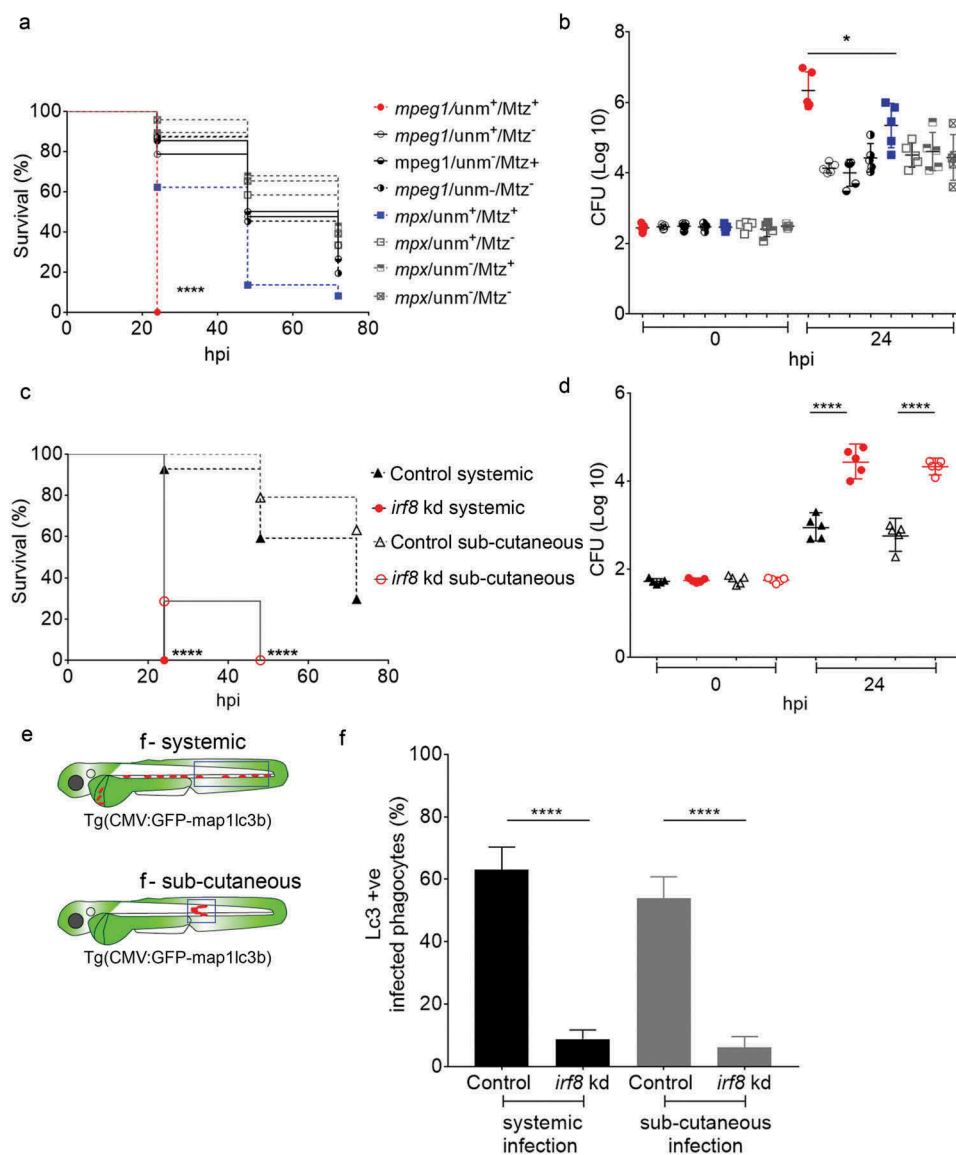 a
Survival (%)
100
80
60
40
20
0
****
0
20
40
60
80
hpi
mpeg1/unm⁺/Mtz⁺
mpeg1/unm⁺/Mtz⁻
mpeg1/unm⁻/Mtz+
mpeg1/unm-/Mtz⁻
mpx/unm⁺/Mtz⁺
mpx/unm⁺/Mtz⁻
mpx/unm⁻/Mtz⁺
mpx/unm⁻/Mtz⁻
b
CFU (Log 10)
8
6
4
2
0
*
0
24
hpi
c
Survival (%)
100
80
60
40
20
0
****
****
0
20
40
60
80
hpi
Control systemic
irf8 kd systemic
Control sub-cutaneous
irf8 kd sub-cutaneous
d
CFU (Log 10)
6
4
2
0
****
****
0
24
hpi
e
f- systemic
Tg(CMV:GFP-map1lc3b)
f- sub-cutaneous
Tg(CMV:GFP-map1lc3b)
f
Lc3 +ve
infected phagocytes (%)
100
80
60
40
20
0
****
****
Control
irf8 kd
Control
irf8 kd
systemic
infection
sub-cutaneous
infection